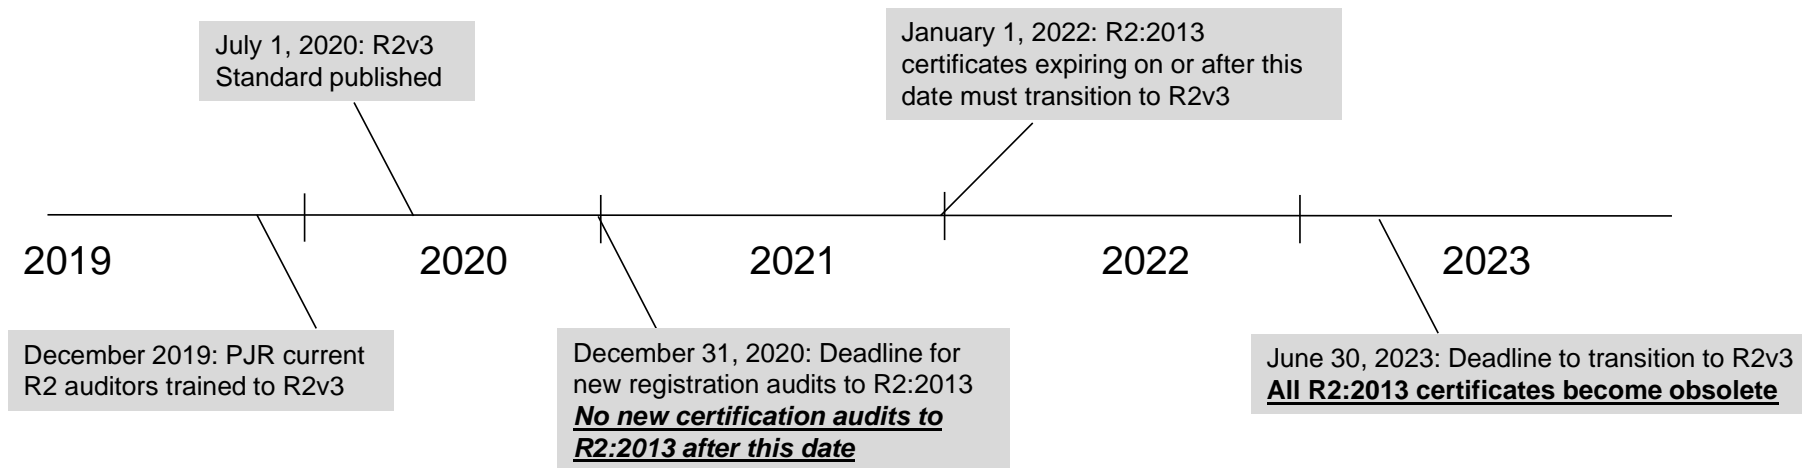 July 1, 2020: R2v3
Standard published
January 1, 2022: R2:2013
certificates expiring on or after this
date must transition to R2v3
2019
2020
2021
2022
2023
December 2019: PJR current
R2 auditors trained to R2v3
December 31, 2020: Deadline for
new registration audits to R2:2013
No new certification audits to
R2:2013 after this date
June 30, 2023: Deadline to transition to R2v3
All R2:2013 certificates become obsolete